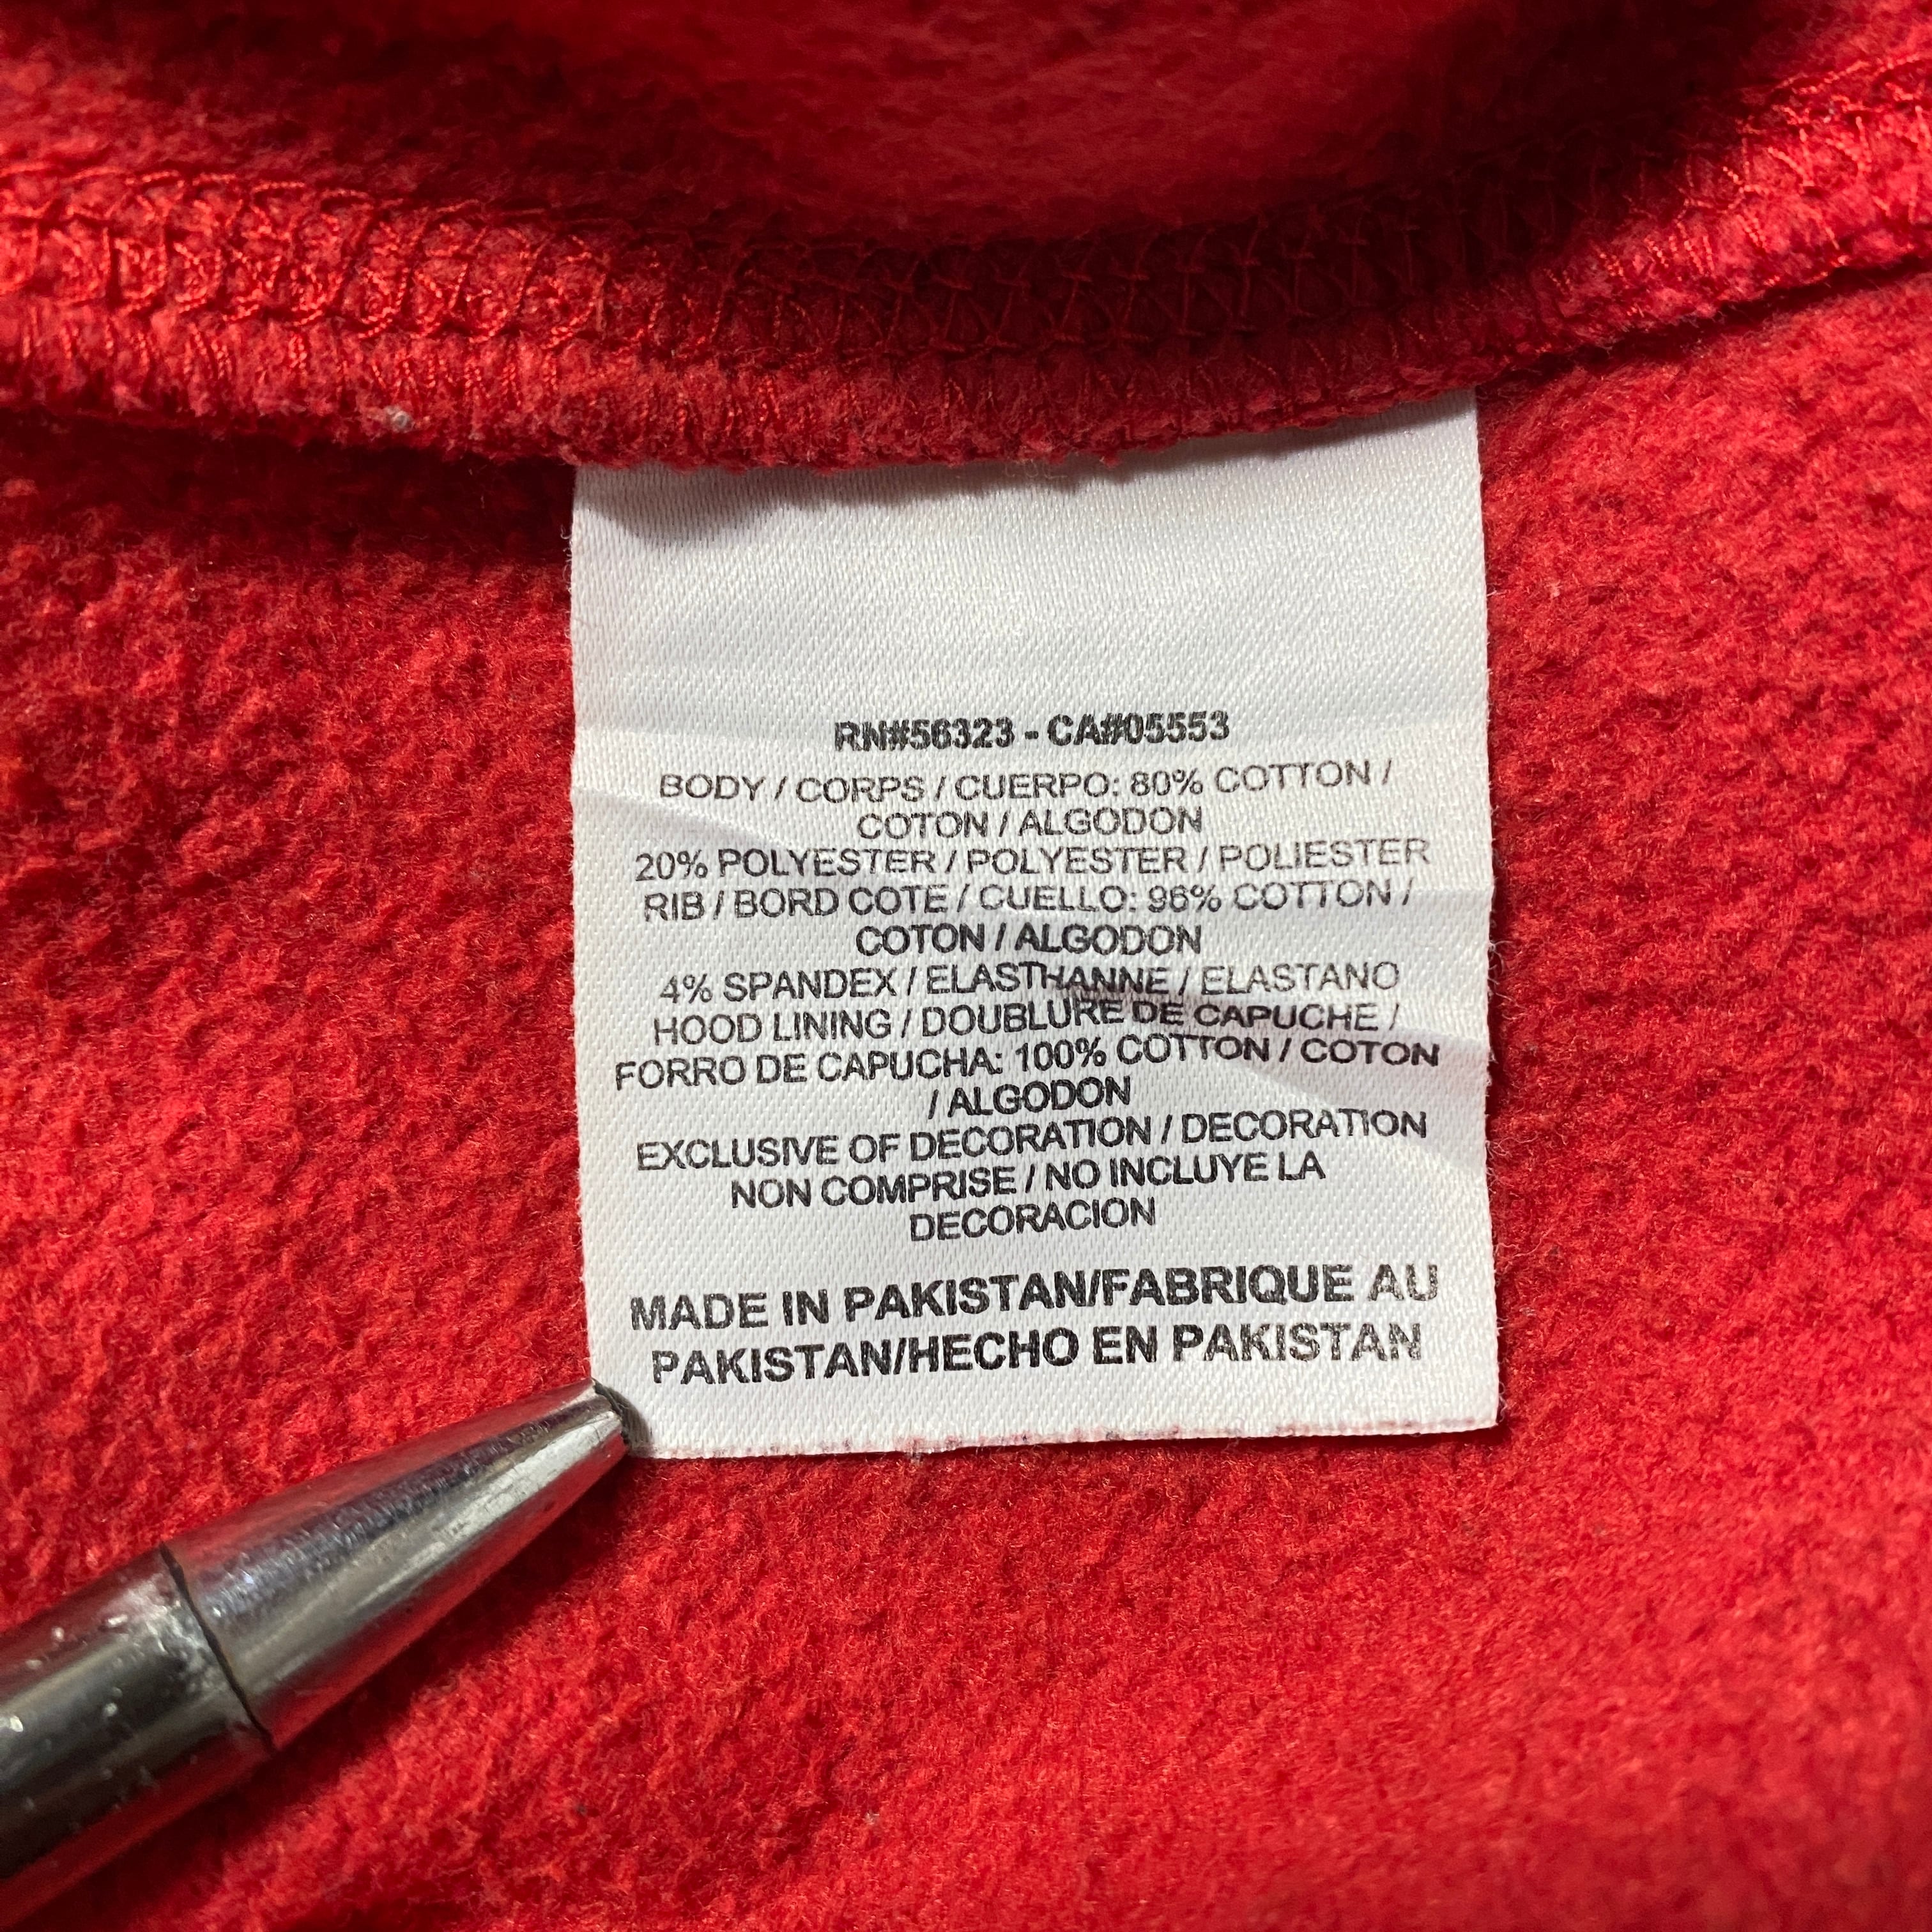 RN#56323 - CA#05553
BODY / CORPS / CUERPO: 80% COTTON /
COTON / ALGODON
20% POLYESTER / POLYESTER / POLIESTER
RIB / BORD COTE / CUELLO: 96% COTTON /
COTON / ALGODON
4% SPANDEX / ELASTHANNE / ELASTANO
HOOD LINING / DOUBLURE DE CAPUCHE /
FORRO DE CAPUCHA: 100% COTTON / COTON
/ ALGODON
EXCLUSIVE OF DECORATION / DECORATION
NON COMPRISE / NO INCLUYE LA
DECORACION
MADE IN PAKISTAN/FABRIQUE AU
PAKISTAN/HECHO EN PAKISTAN